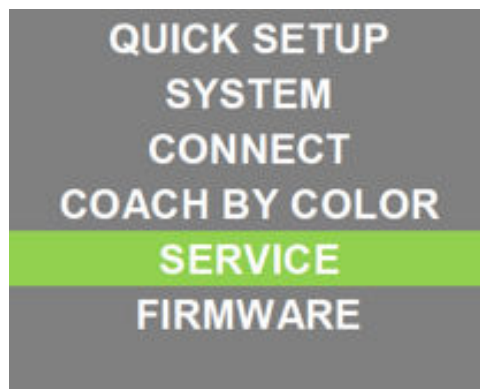 QUICK SETUP
SYSTEM
CONNECT
COACH BY COLOR
SERVICE
FIRMWARE